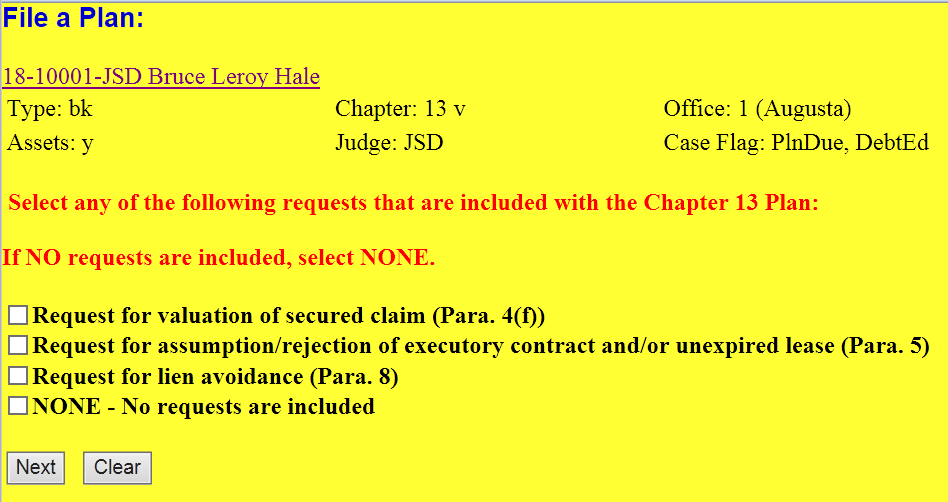 File a Plan:
18-10001-JSD Bruce Leroy Hale
Type: bk Chapter: 13 v Office: 1 (Augusta)
Assets: y Judge: JSD Case Flag: PlnDue, DebtEd
Select any of the following requests that are included with the Chapter 13 Plan:
If NO requests are included, select NONE.
Request for valuation of secured claim (Para. 4(f))
Request for assumption/rejection of executory contract and/or unexpired lease (Para. 5)
Request for lien avoidance (Para. 8)
NONE - No requests are included
Next Clear